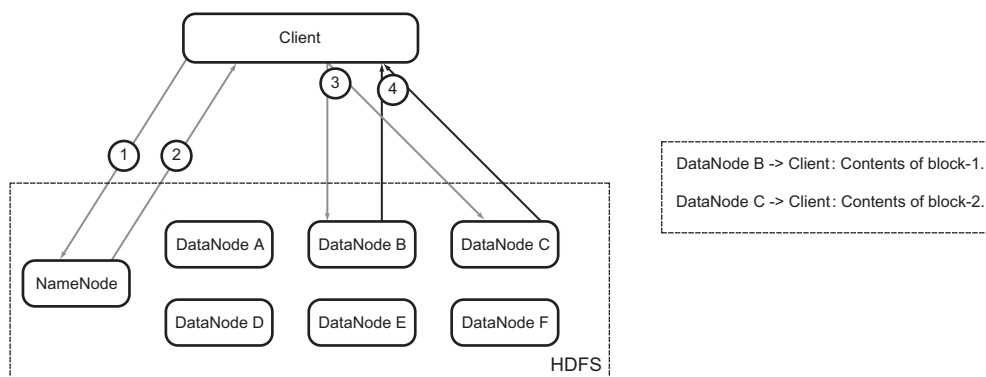 Client
3
4
1
2
DataNode B -> Client: Contents of block-1.
DataNode C -> Client: Contents of block-2.
DataNode A
DataNode B
DataNode C
NameNode
DataNode D
DataNode E
DataNode F
HDFS